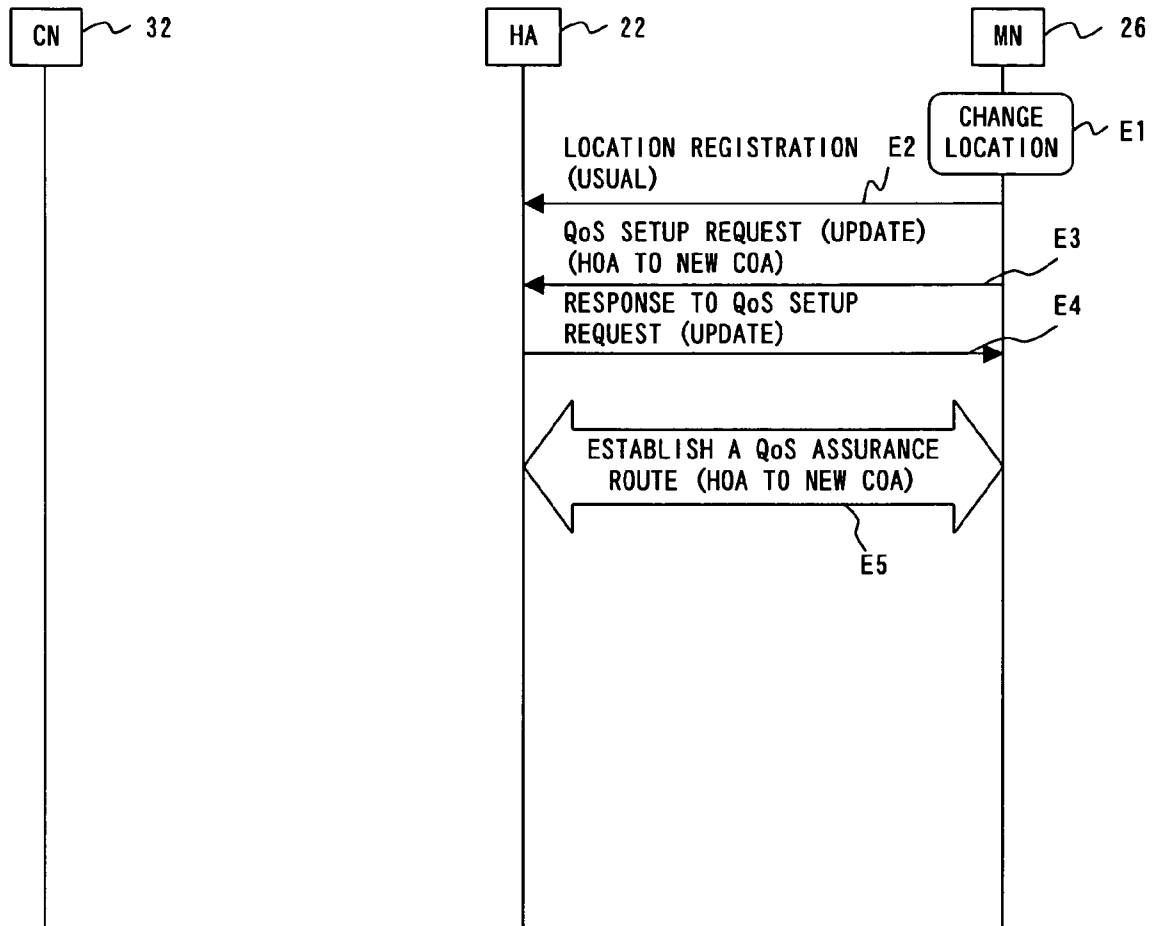 CN 32
HA 22
MN 26
CHANGE
LOCATION
E1
LOCATION REGISTRATION
(USUAL)
E2
QoS SETUP REQUEST (UPDATE)
(HOA TO NEW COA)
E3
RESPONSE TO QoS SETUP
REQUEST (UPDATE)
E4
ESTABLISH A QoS ASSURANCE
ROUTE (HOA TO NEW COA)
E5